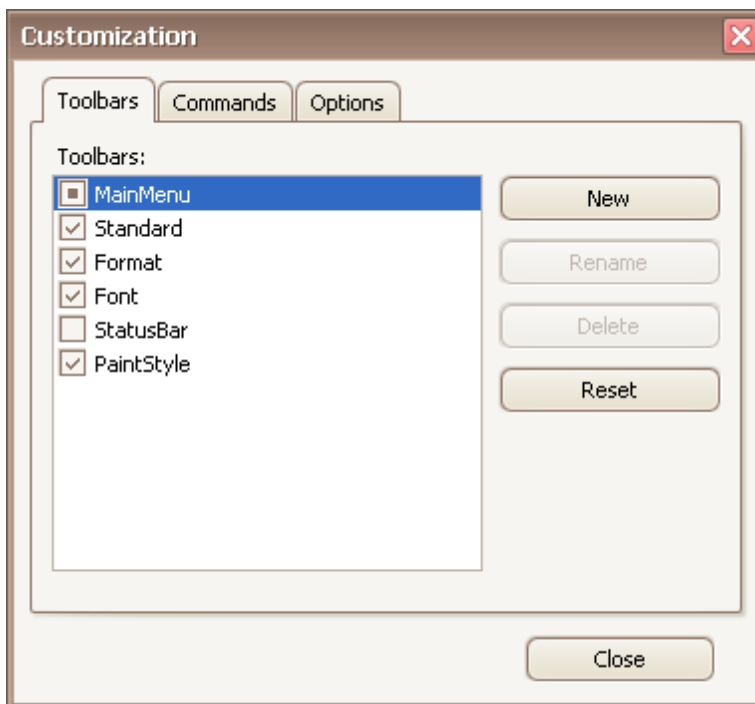 Customization
Toolbars Commands Options
Toolbars:
MainMenu
Standard
Format
Font
StatusBar
PaintStyle
New
Rename
Delete
Reset
Close